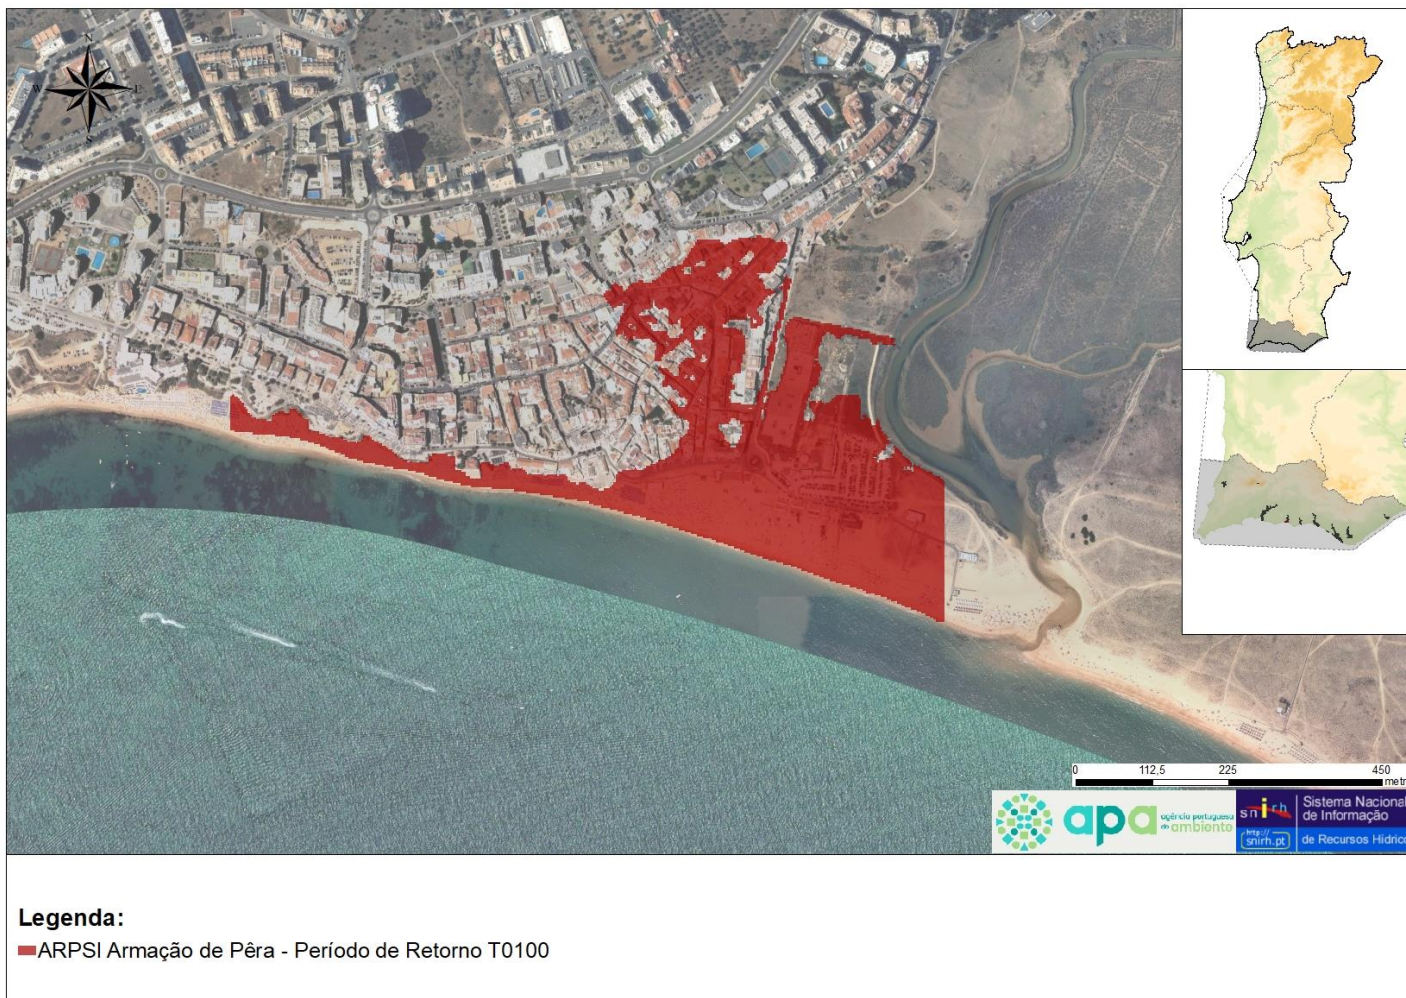 N
W
E
S
0 112,5 225 450
metr
apa agência portuguesa
do ambiente
snirh Sistema Nacional
de Informação
http://
snirh.pt de Recursos Hídrico
Legenda:
ARPSI Armação de Pêra - Período de Retorno T0100